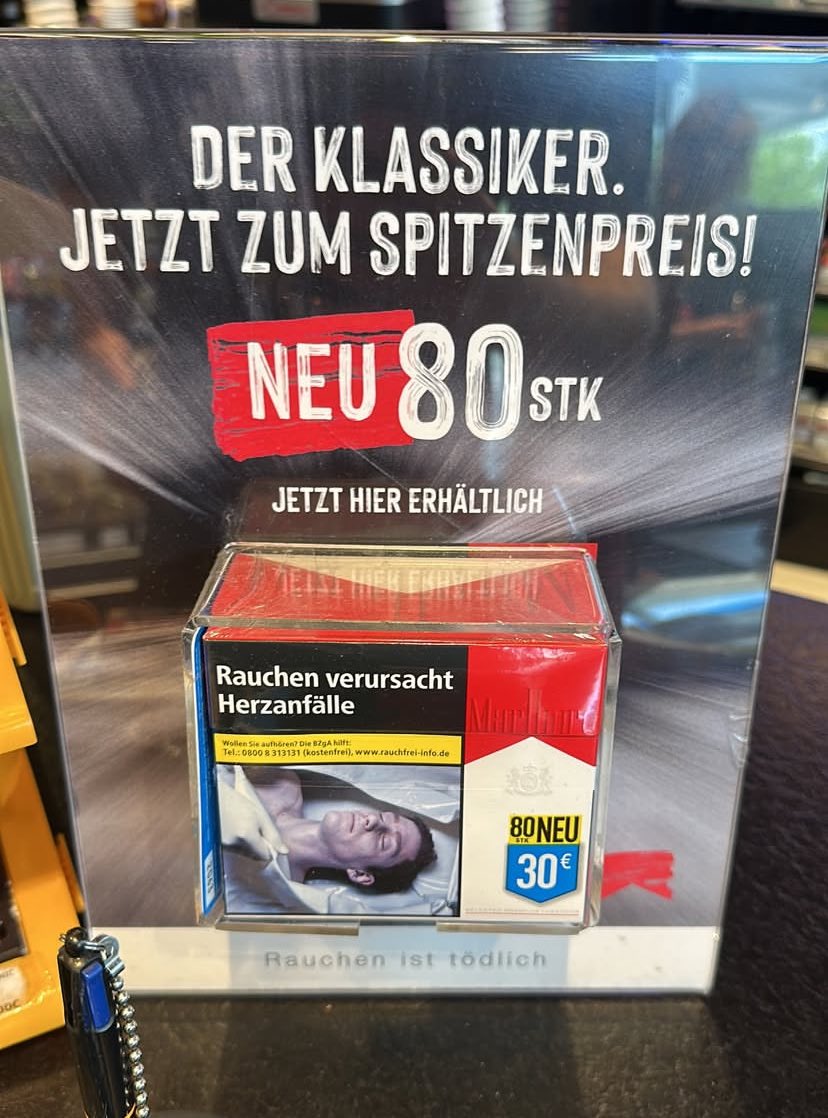 DER KLASSIKER.
JETZT ZUM SPITZENPREIS!
NEU 80 STK
JETZT HIER ERHÄLTLICH
Rauchen verursacht
Herzanfälle
Wollen Sie aufhören? Die BZgA hilft:
Tel.: 0800 8 313131 (kostenfrei), www.rauchfrei-info.de
Marlboro
80 STK NEU
30€
Rauchen ist tödlich